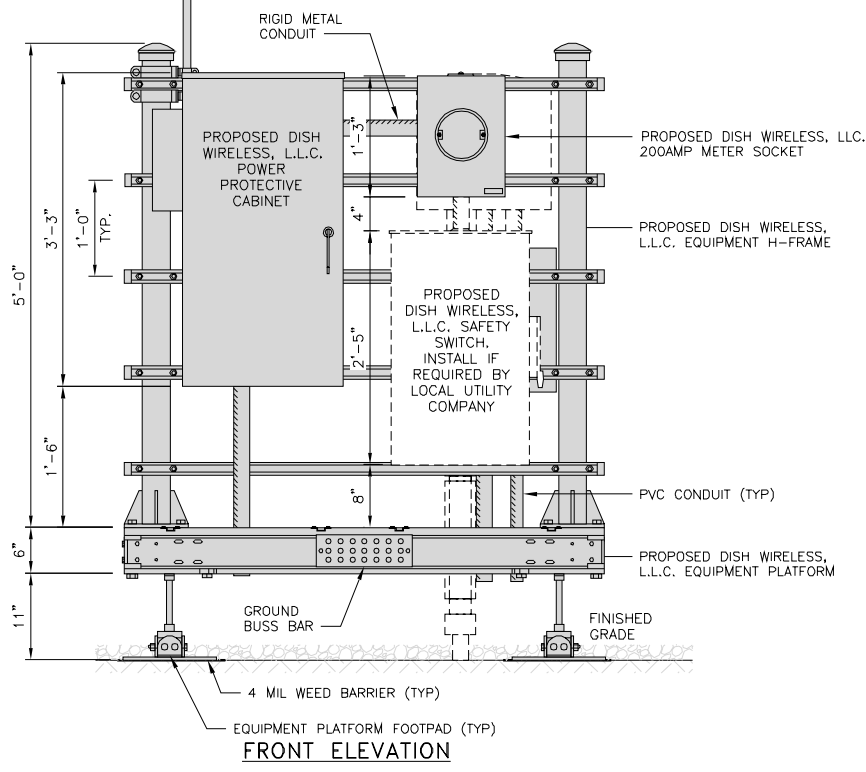 RIGID METAL
CONDUIT
PROPOSED DISH
WIRELESS, L.L.C.
POWER
PROTECTIVE
CABINET
1'-3"
4"
2'-5"
8"
5'-0"
3'-3"
1'-0"
TYP.
1'-6"
6"
11"
PROPOSED DISH WIRELESS, LLC.
200AMP METER SOCKET
PROPOSED DISH WIRELESS,
L.L.C. EQUIPMENT H-FRAME
PROPOSED
DISH WIRELESS,
L.L.C. SAFETY
SWITCH.
INSTALL IF
REQUIRED BY
LOCAL UTILITY
COMPANY
PVC CONDUIT (TYP)
PROPOSED DISH WIRELESS,
L.L.C. EQUIPMENT PLATFORM
GROUND
BUSS BAR
FINISHED
GRADE
4 MIL WEED BARRIER (TYP)
EQUIPMENT PLATFORM FOOTPAD (TYP)
FRONT ELEVATION